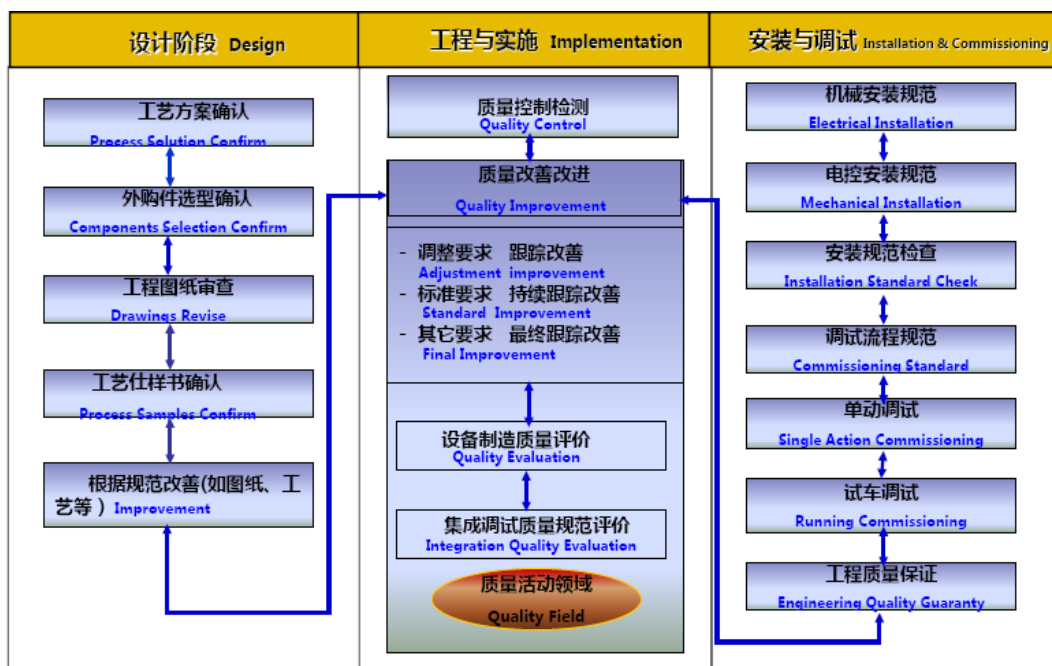 设计阶段 Design
工艺方案确认
Process Solution Confirm
外购件选型确认
Components Selection Confirm
工程图纸审查
Drawings Revise
工艺仕样书确认
Process Samples Confirm
根据规范改善(如图纸、工
艺等 ) Improvement
工程与实施 Implementation
质量控制检测
Quality Control
质量改善改进
Quality Improvement
- 调整要求 跟踪改善
Adjustment improvement
- 标准要求 持续跟踪改善
Standard Improvement
- 其它要求 最终跟踪改善
Final Improvement
设备制造质量评价
Quality Evaluation
集成调试质量规范评价
Integration Quality Evaluation
质量活动领域
Quality Field
安装与调试 Installation & Commissioning
机械安装规范
Electrical Installation
电控安装规范
Mechanical Installation
安装规范检查
Installation Standard Check
调试流程规范
Commissioning Standard
单动调试
Single Action Commissioning
试车调试
Running Commissioning
工程质量保证
Engineering Quality Guaranty